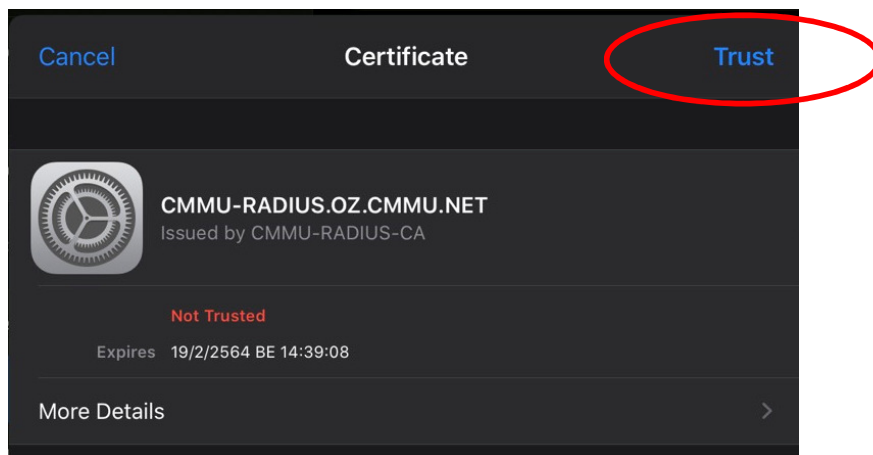 Cancel Certificate Trust
CMMU-RADIUS.OZ.CMMU.NET
Issued by CMMU-RADIUS-CA
Not Trusted
Expires 19/2/2564 BE 14:39:08
More Details